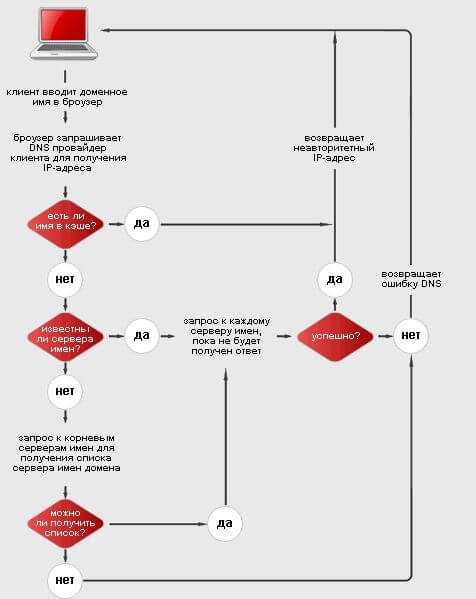 клиент вводит доменное
имя в броузер
броузер запрашивает
DNS провайдер
клиента для получения
IP-адреса
возвращает
неавторитетный
IP-адрес
есть ли
имя в кэше?
да
нет
да
возвращает
ошибку DNS
известны
ли сервера
имен?
да
запрос к каждому
серверу имен,
пока не будет
получен ответ
успешно?
нет
нет
запрос к корневым
серверам имен для
получения списка
сервера имен домена
можно
ли получить
список?
да
нет